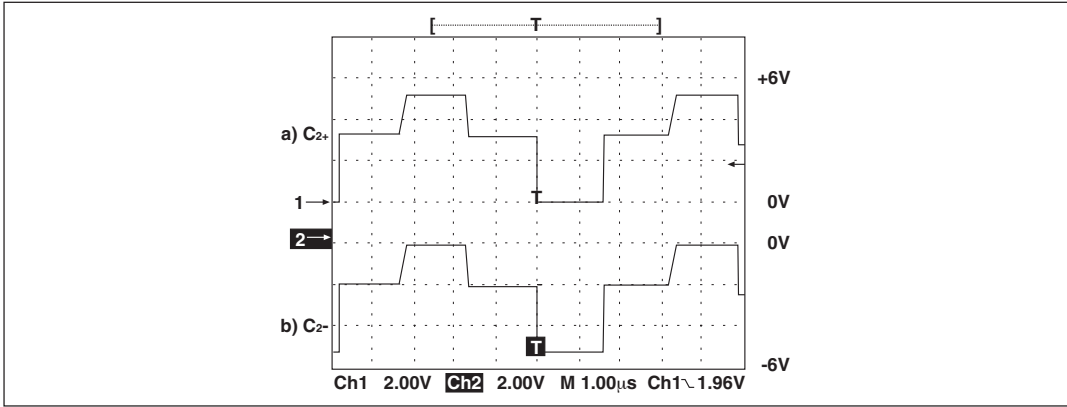 [ T ]
+6V
a) C2+
T
1
0V
2
0V
b) C2-
T
-6V
Ch1 2.00V Ch2 2.00V M 1.00µs Ch1 1.96V